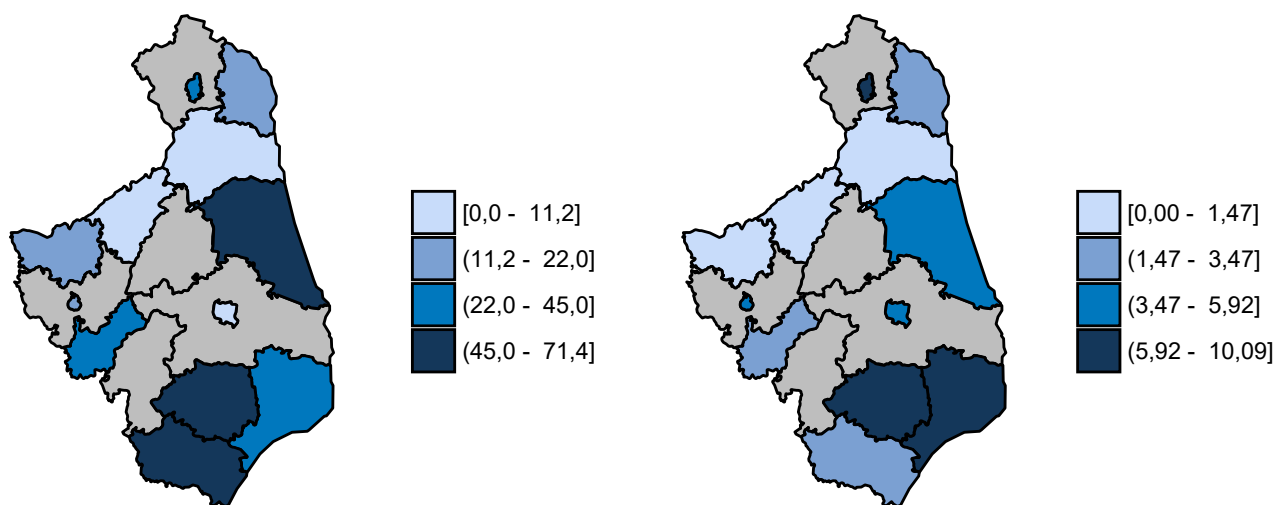 [0,0 - 11,2]
(11,2 - 22,0]
(22,0 - 45,0]
(45,0 - 71,4]
[0,00 - 1,47]
(1,47 - 3,47]
(3,47 - 5,92]
(5,92 - 10,09]